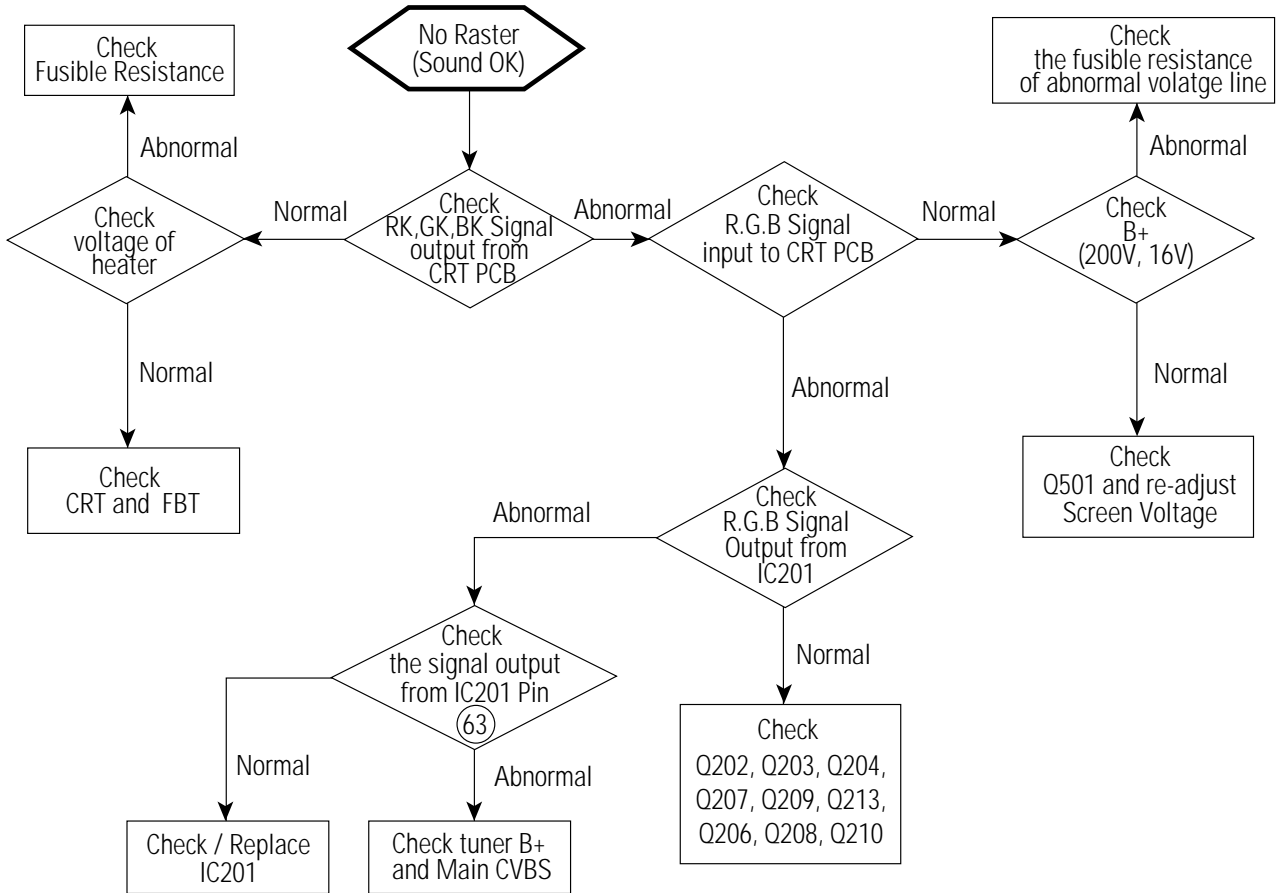 No Raster
(Sound OK)
Check
Fusible Resistance
Check
the fusible resistance
of abnormal volatge line
Abnormal
Abnormal
Check
voltage of
heater
Normal
Check
RK,GK,BK Signal
output from
CRT PCB
Abnormal
Check
R.G.B Signal
input to CRT PCB
Normal
Check
B+
(200V, 16V)
Normal
Abnormal
Normal
Check
CRT and FBT
Check
Q501 and re-adjust
Screen Voltage
Abnormal
Check
R.G.B Signal
Output from
IC201
Check
the signal output
from IC201 Pin
63
Normal
Normal
Abnormal
Check
Q202, Q203, Q204,
Q207, Q209, Q213,
Q206, Q208, Q210
Check / Replace
IC201
Check tuner B+
and Main CVBS